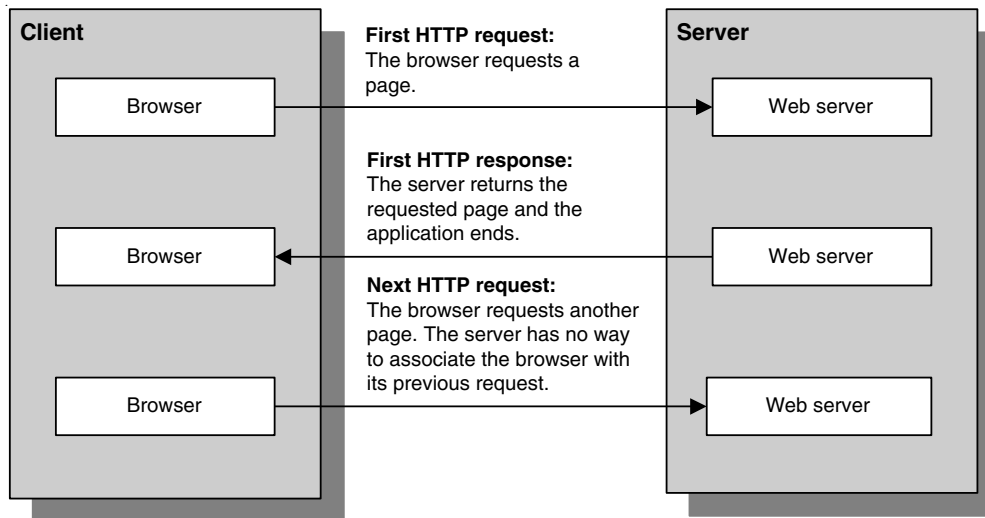 Client
Server
First HTTP request:
The browser requests a
page.
Browser
Web server
First HTTP response:
The server returns the
requested page and the
application ends.
Browser
Web server
Next HTTP request:
The browser requests another
page. The server has no way
to associate the browser with
its previous request.
Browser
Web server